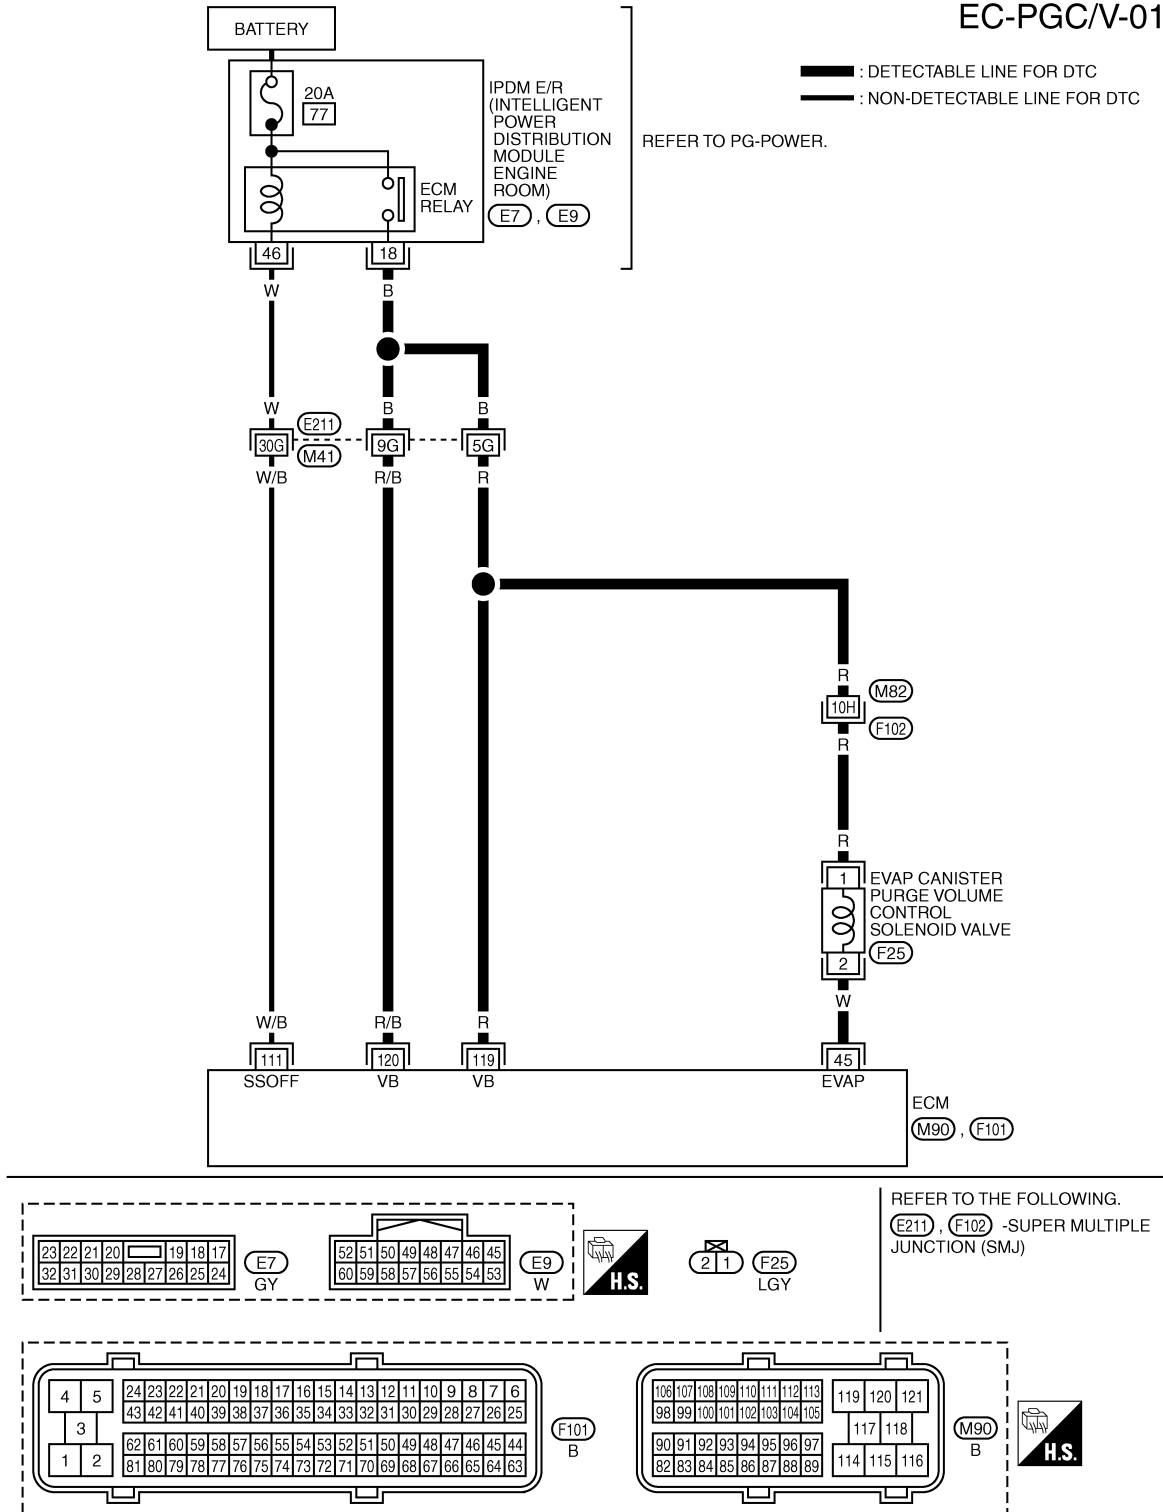 EC-PGC/V-01
BATTERY
: DETECTABLE LINE FOR DTC
: NON-DETECTABLE LINE FOR DTC
20A
77
IPDM E/R
(INTELLIGENT
POWER
DISTRIBUTION
MODULE
ENGINE
ROOM)
E7 , E9
REFER TO PG-POWER.
ECM
RELAY
46 18
W B
W B B
E211
30G 9G 5G
M41
W/B R/B R
R
M82
10H
F102
R
R
1
EVAP CANISTER
PURGE VOLUME
CONTROL
SOLENOID VALVE
F25
2
W
W/B R/B R
111 120 119 45
SSOFF VB VB EVAP
ECM
M90 , F101
REFER TO THE FOLLOWING.
E211 , F102 -SUPER MULTIPLE
JUNCTION (SMJ)
23 22 21 20 19 18 17
32 31 30 29 28 27 26 25 24
E7
GY
52 51 50 49 48 47 46 45
60 59 58 57 56 55 54 53
E9
W
H.S.
2 1
F25
LGY
4 5
3
1 2
24 23 22 21 20 19 18 17 16 15 14 13 12 11 10 9 8 7 6
43 42 41 40 39 38 37 36 35 34 33 32 31 30 29 28 27 26 25
62 61 60 59 58 57 56 55 54 53 52 51 50 49 48 47 46 45 44
81 80 79 78 77 76 75 74 73 72 71 70 69 68 67 66 65 64 63
F101
B
106 107 108 109 110 111 112 113
98 99 100 101 102 103 104 105
90 91 92 93 94 95 96 97
82 83 84 85 86 87 88 89
119 120 121
117 118
114 115 116
M90
B
H.S.